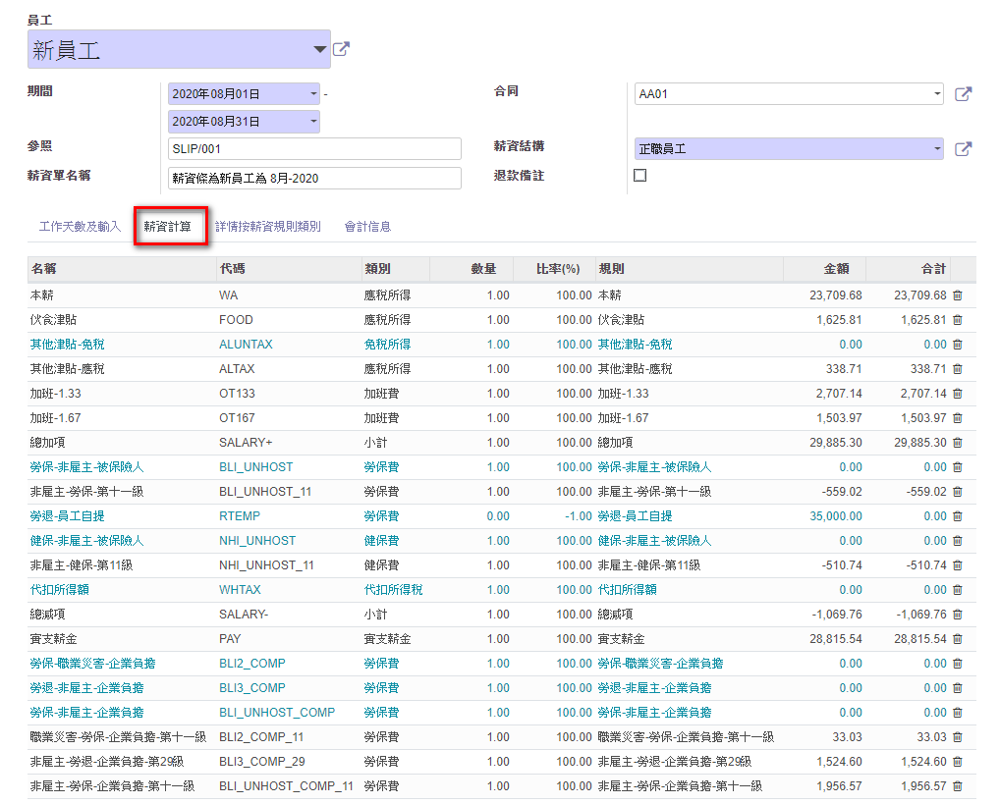 員工
新員工
期間 2020年08月01日 - 合同 AA01
2020年08月31日
參照 SLIP/001 薪資結構 正職員工
薪資單名稱 薪資條為新員工為 8月-2020 退款備註
工作天數及輸入 薪資計算 詳情按薪資規則類別 會計信息
名稱 代碼 類別 數量 比率(%) 規則 金額 合計
本薪 WA 應稅所得 1.00 100.00 本薪 23,709.68 23,709.68
伙食津貼 FOOD 應稅所得 1.00 100.00 伙食津貼 1,625.81 1,625.81
其他津貼-免稅 ALUNTAX 免稅所得 1.00 100.00 其他津貼-免稅 0.00 0.00
其他津貼-應稅 ALTAX 應稅所得 1.00 100.00 其他津貼-應稅 338.71 338.71
加班-1.33 OT133 加班費 1.00 100.00 加班-1.33 2,707.14 2,707.14
加班-1.67 OT167 加班費 1.00 100.00 加班-1.67 1,503.97 1,503.97
總加項 SALARY+ 小計 1.00 100.00 總加項 29,885.30 29,885.30
勞保-非雇主-被保險人 BLI_UNHOST 勞保費 1.00 100.00 勞保-非雇主-被保險人 0.00 0.00
非雇主-勞保-第十一級 BLI_UNHOST_11 勞保費 1.00 100.00 非雇主-勞保-第十一級 -559.02 -559.02
勞退-員工自提 RTEMP 勞保費 0.00 -1.00 勞退-員工自提 35,000.00 0.00
健保-非雇主-被保險人 NHI_UNHOST 健保費 1.00 100.00 健保-非雇主-被保險人 0.00 0.00
非雇主-健保-第11級 NHI_UNHOST_11 健保費 1.00 100.00 非雇主-健保-第11級 -510.74 -510.74
代扣所得額 WHTAX 代扣所得稅 1.00 100.00 代扣所得額 0.00 0.00
總減項 SALARY- 小計 1.00 100.00 總減項 -1,069.76 -1,069.76
實支薪金 PAY 實支薪金 1.00 100.00 實支薪金 28,815.54 28,815.54
勞保-職業災害-企業負擔 BLI2_COMP 勞保費 1.00 100.00 勞保-職業災害-企業負擔 0.00 0.00
勞退-非雇主-企業負擔 BLI3_COMP 勞保費 1.00 100.00 勞退-非雇主-企業負擔 0.00 0.00
勞保-非雇主-企業負擔 BLI_UNHOST_COMP 勞保費 1.00 100.00 勞保-非雇主-企業負擔 0.00 0.00
職業災害-勞保-企業負擔-第十一級 BLI2_COMP_11 勞保費 1.00 100.00 職業災害-勞保-企業負擔-第十一級 33.03 33.03
非雇主-勞退-企業負擔-第29級 BLI3_COMP_29 勞保費 1.00 100.00 非雇主-勞退-企業負擔-第29級 1,524.60 1,524.60
非雇主-勞保-企業負擔-第十一級 BLI_UNHOST_COMP_11 勞保費 1.00 100.00 非雇主-勞保-企業負擔-第十一級 1,956.57 1,956.57